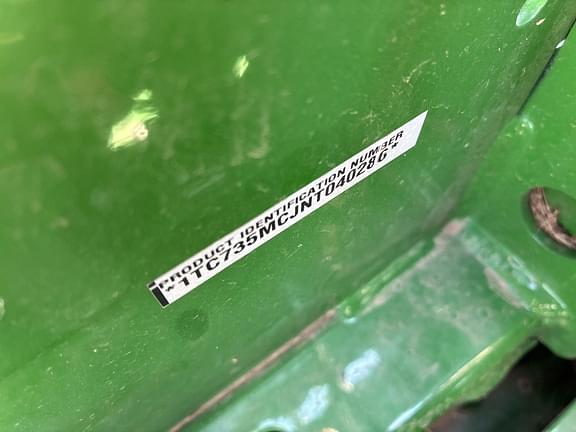 PRODUCT IDENTIFICATION NUMBER
*1TC735MCJNT040286*